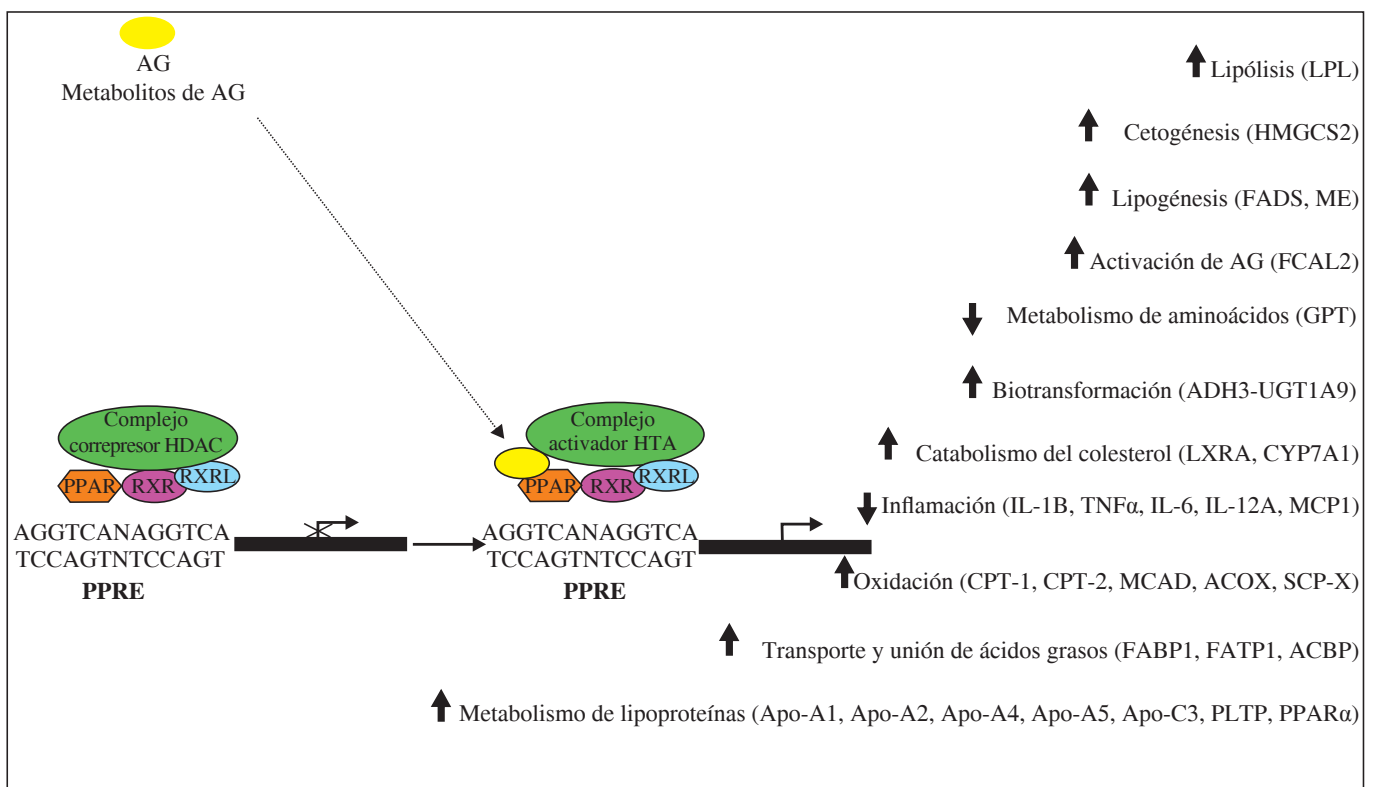 AG
Metabolitos de AG
Lipólisis (LPL)
Cetogénesis (HMGCS2)
Lipogénesis (FADS, ME)
Activación de AG (FCAL2)
Metabolismo de aminoácidos (GPT)
Biotransformación (ADH3-UGT1A9)
Catabolismo del colesterol (LXRA, CYP7A1)
Inflamación (IL-1B, TNFα, IL-6, IL-12A, MCP1)
Oxidación (CPT-1, CPT-2, MCAD, ACOX, SCP-X)
Transporte y unión de ácidos grasos (FABP1, FATP1, ACBP)
Metabolismo de lipoproteínas (Apo-A1, Apo-A2, Apo-A4, Apo-A5, Apo-C3, PLTP, PPARα)
Complejo
correpresor HDAC
PPAR
RXR
RXRL
AGGTCANAGGTCA
TCCAGTNTCCAGT
PPRE
Complejo
activador HTA
PPAR
RXR
RXRL
AGGTCANAGGTCA
TCCAGTNTCCAGT
PPRE